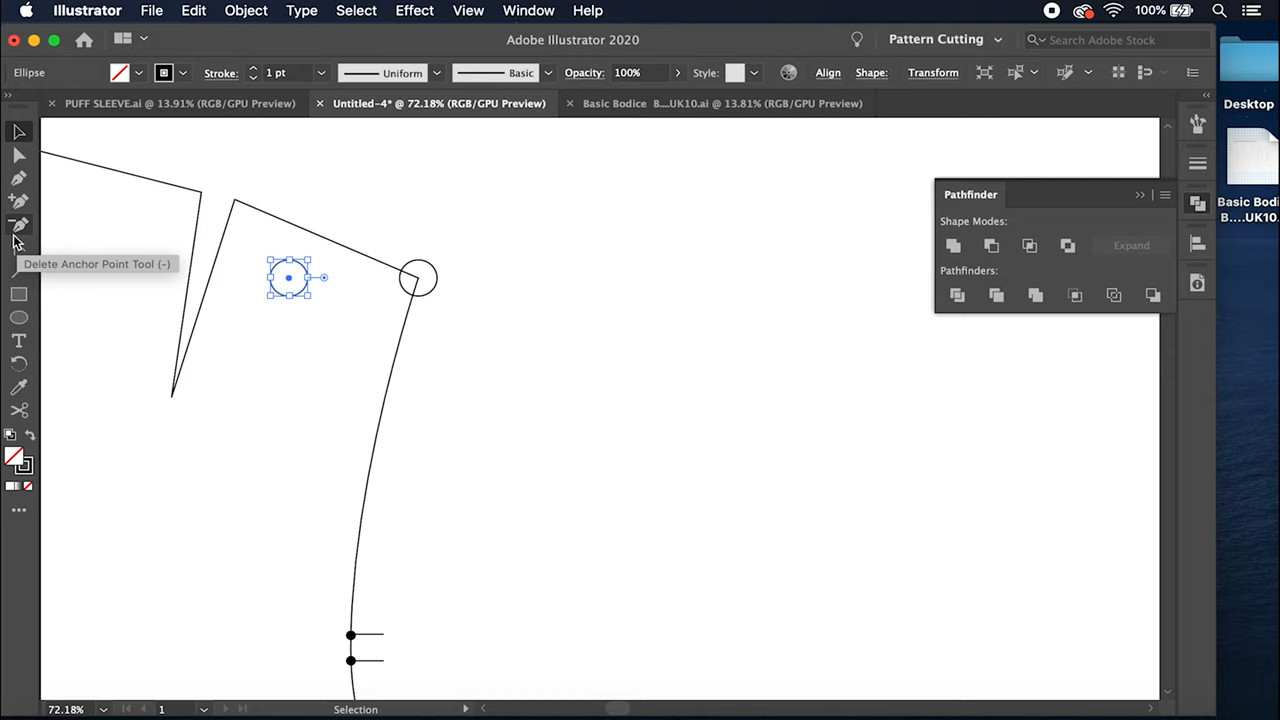 Illustrator File Edit Object Type Select Effect View Window Help 100%
Adobe Illustrator 2020 Pattern Cutting Search Adobe Stock
Ellipse Stroke: 1 pt Uniform Basic Opacity: 100% Style: Align Shape: Transform
PUFF SLEEVE.ai @ 13.91% (RGB/GPU Preview) Untitled-4* @ 72.18% (RGB/GPU Preview) Basic Bodice B....UK10.ai @ 13.81% (RGB/GPU Preview)
Desktop
Pathfinder
Basic Bodi
B....UK10.
Shape Modes:
Expand
Delete Anchor Point Tool (-)
Pathfinders:
72.18% 1 Selection